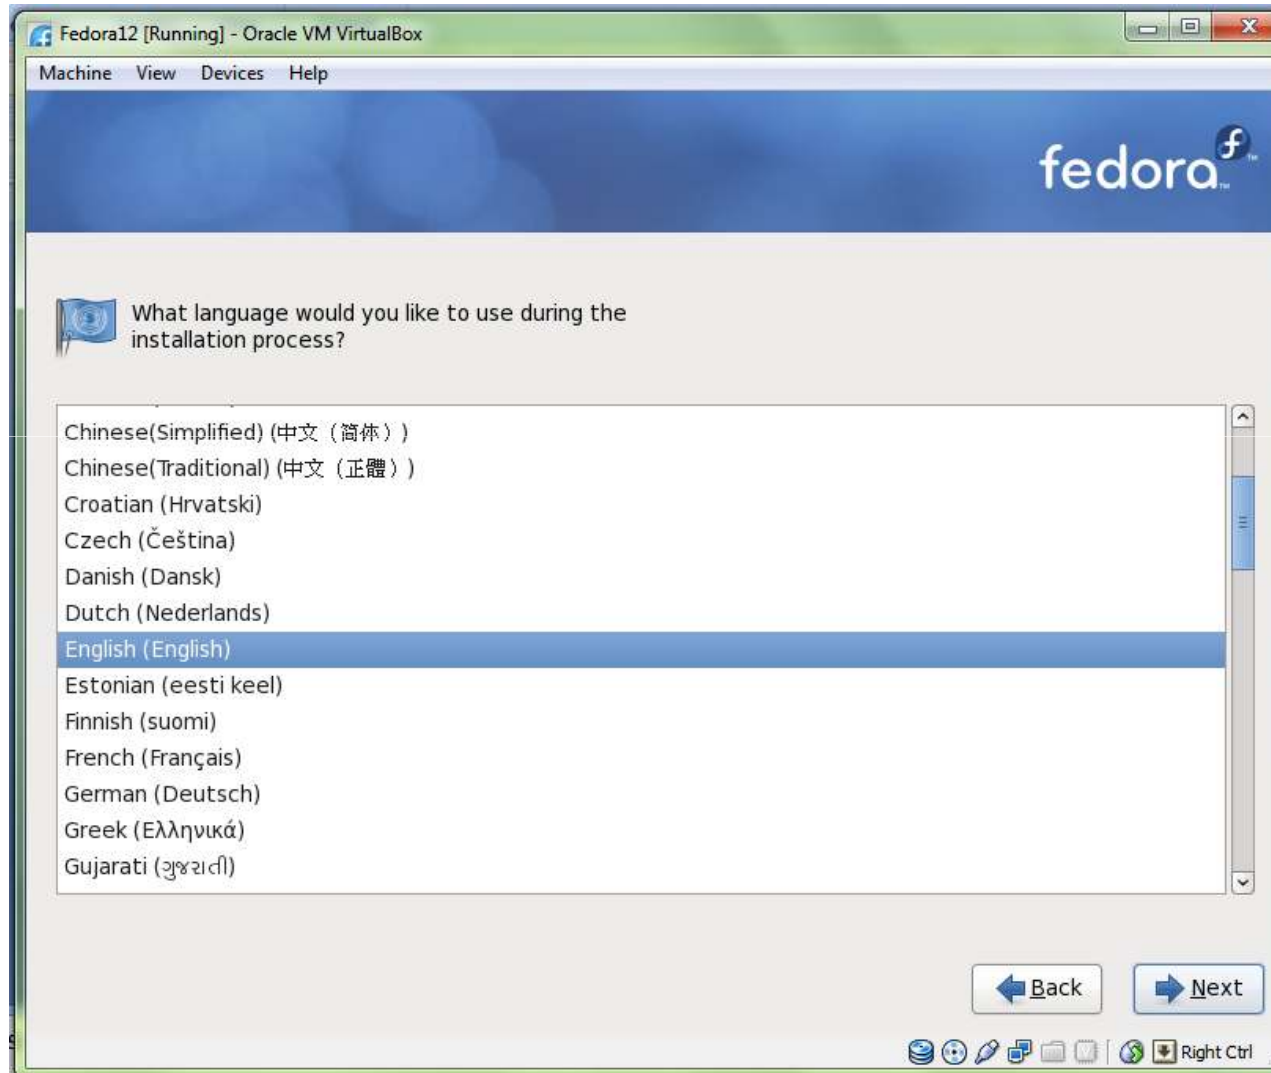 Fedora12 [Running] - Oracle VM VirtualBox
Machine View Devices Help
fedora
What language would you like to use during the
installation process?
Chinese(Simplified) (中文（简体）)
Chinese(Traditional) (中文（正體）)
Croatian (Hrvatski)
Czech (Čeština)
Danish (Dansk)
Dutch (Nederlands)
English (English)
Estonian (eesti keel)
Finnish (suomi)
French (Français)
German (Deutsch)
Greek (Ελληνικά)
Gujarati (ગુજરાતી)
Back Next
Right Ctrl